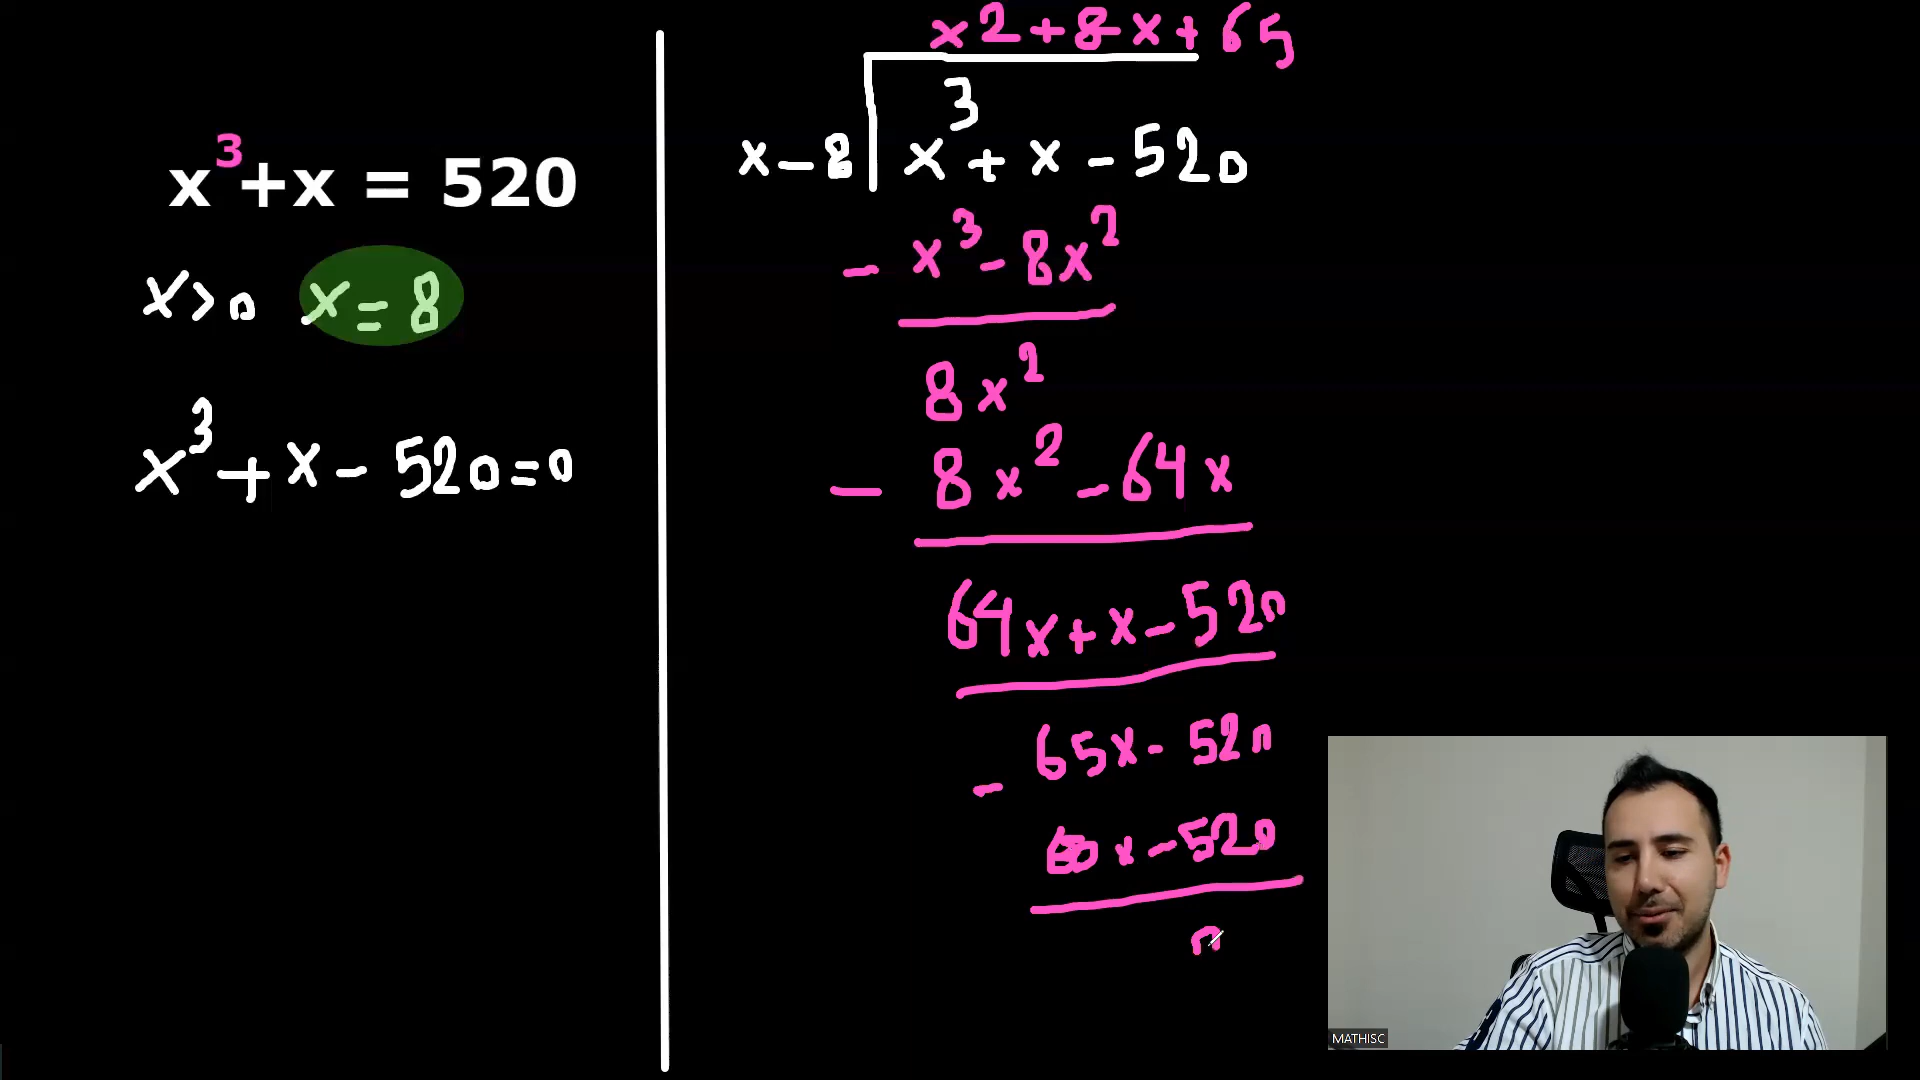 x³+x = 520
x>0 x=8
x³+x-520=0
x2+8x+65
x-8 x³+x-520
- x³-8x²
8x²
- 8x²-64x
64x+x-520
65x-520
-
x-520
0
MATHISC